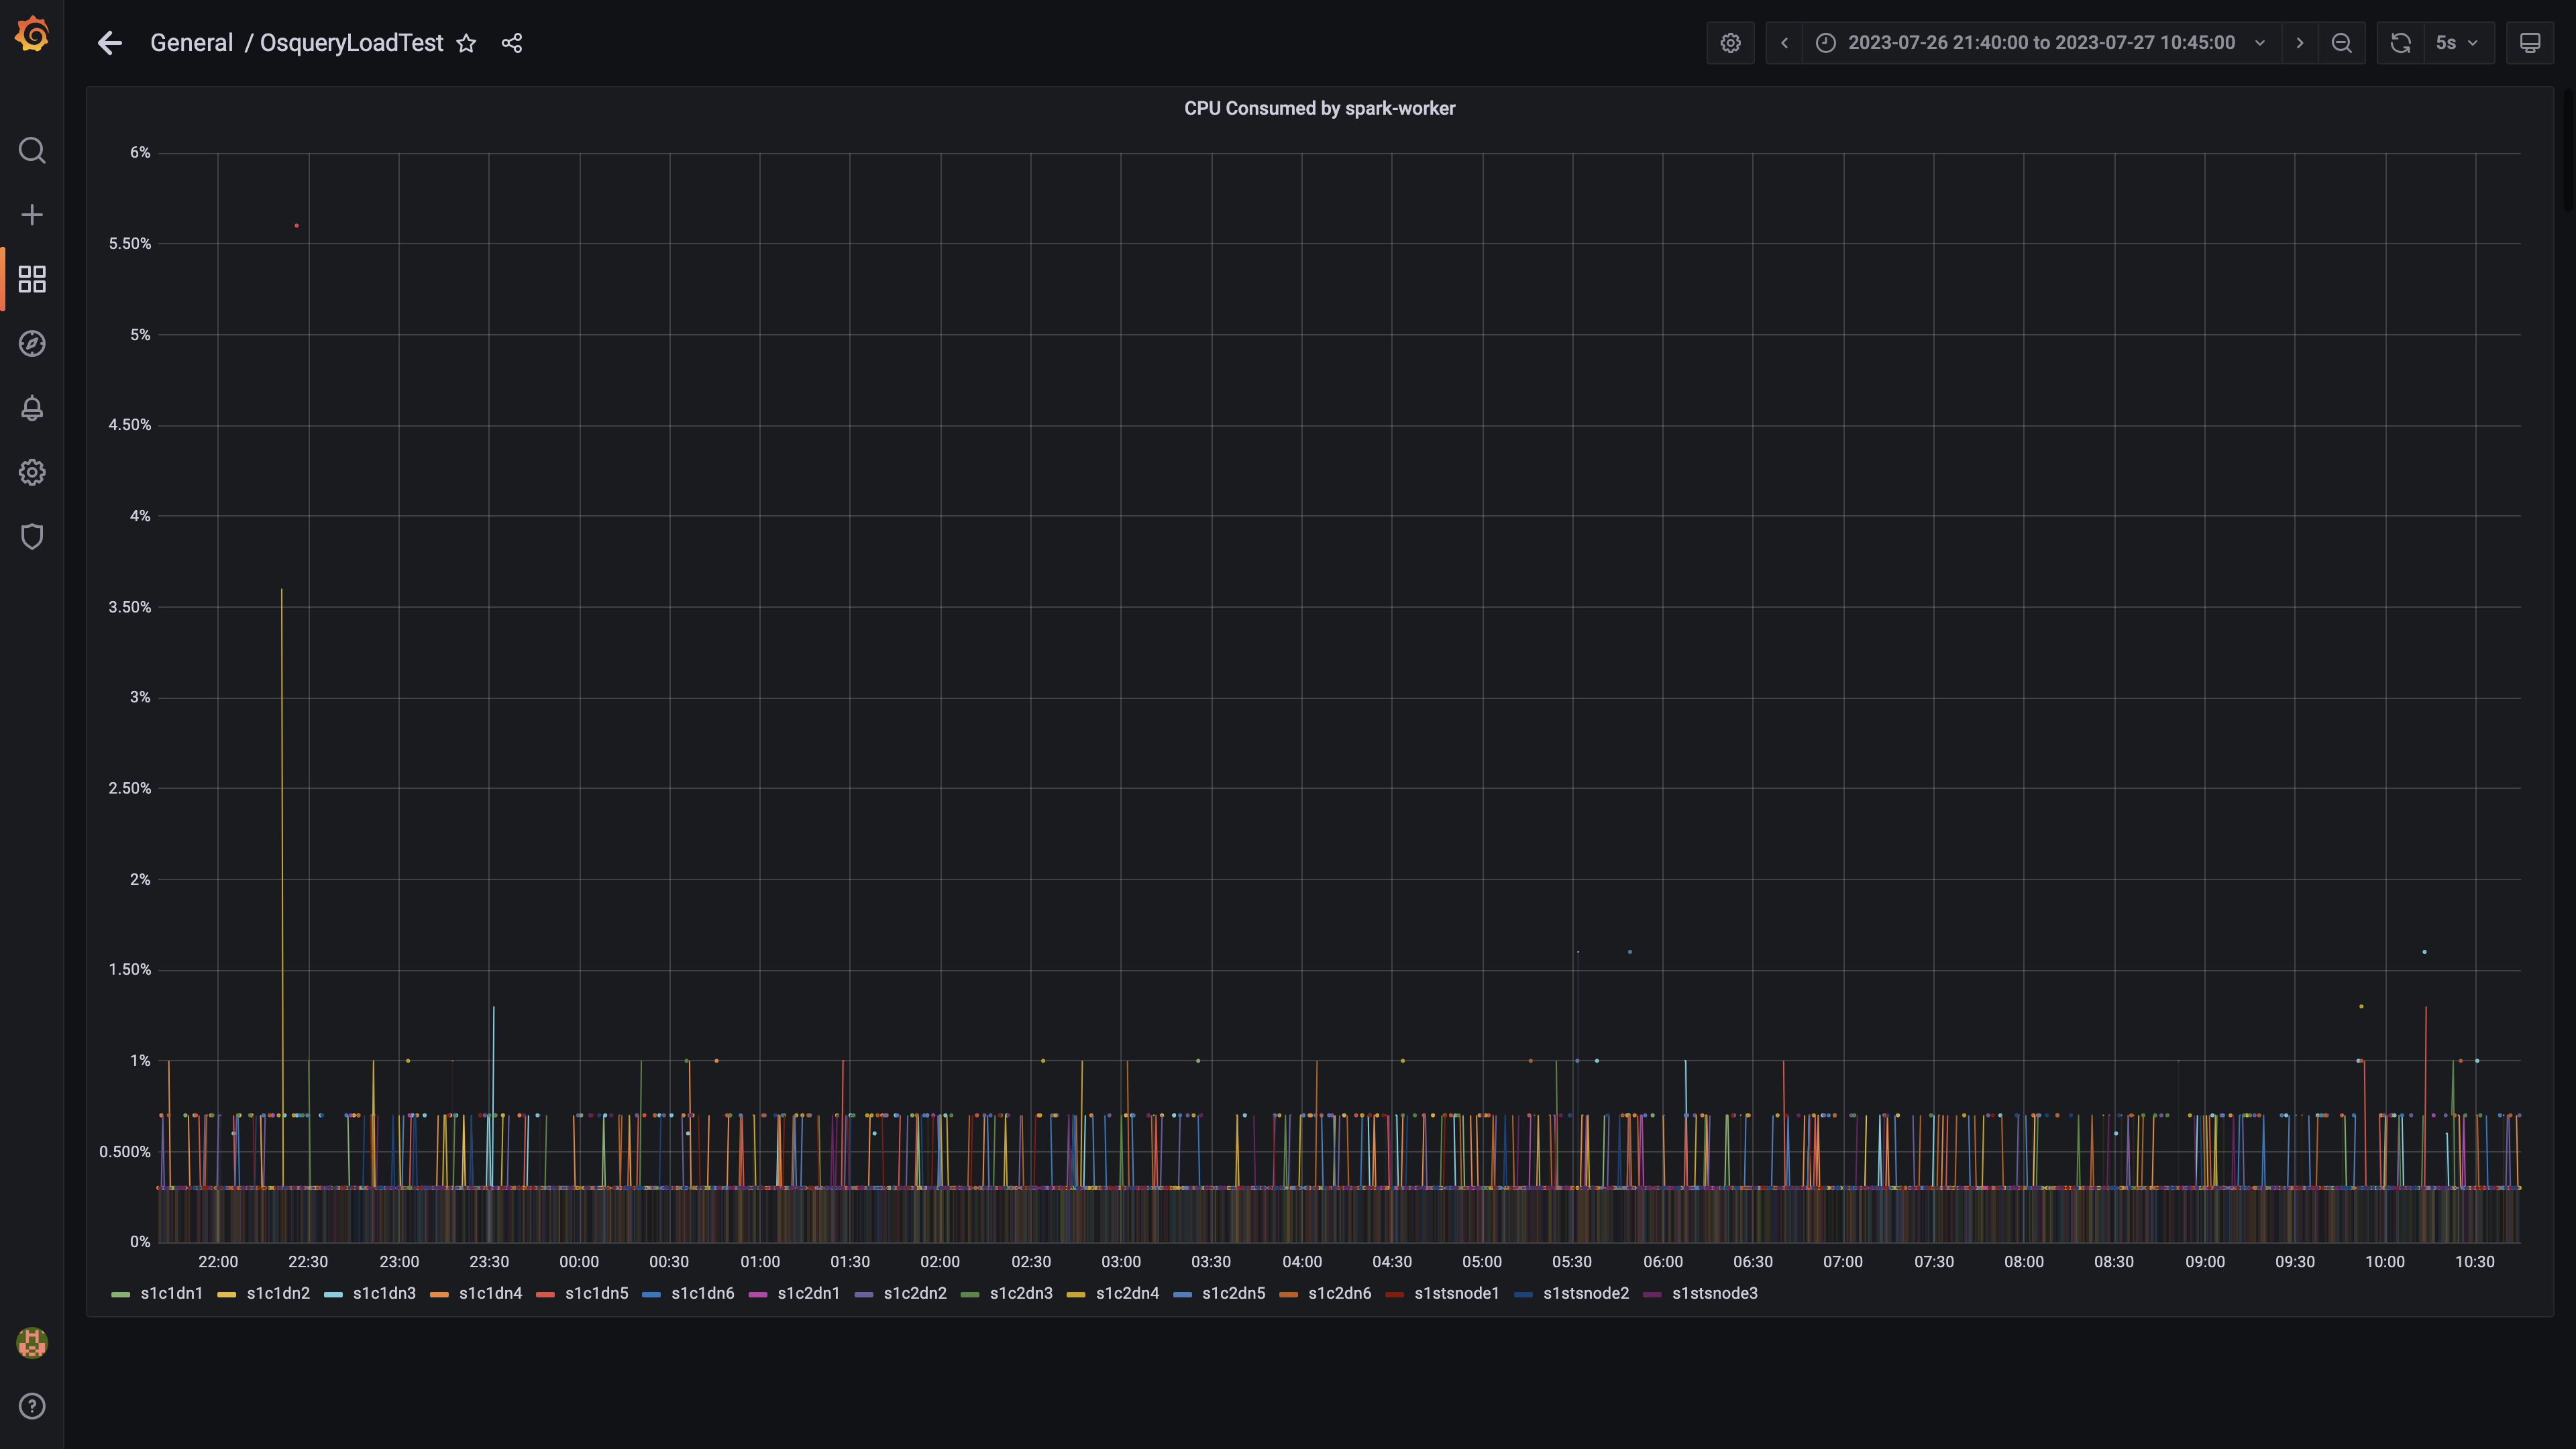 General / OsqueryLoadTest
2023-07-26 21:40:00 to 2023-07-27 10:45:00
5s
CPU Consumed by spark-worker
6%
5.50%
5%
4.50%
4%
3.50%
3%
2.50%
2%
1.50%
1%
0.500%
0%
22:00 22:30 23:00 23:30 00:00 00:30 01:00 01:30 02:00 02:30 03:00 03:30 04:00 04:30 05:00 05:30 06:00 06:30 07:00 07:30 08:00 08:30 09:00 09:30 10:00 10:30
s1c1dn1 s1c1dn2 s1c1dn3 s1c1dn4 s1c1dn5 s1c1dn6 s1c2dn1 s1c2dn2 s1c2dn3 s1c2dn4 s1c2dn5 s1c2dn6 s1stsnode1 s1stsnode2 s1stsnode3